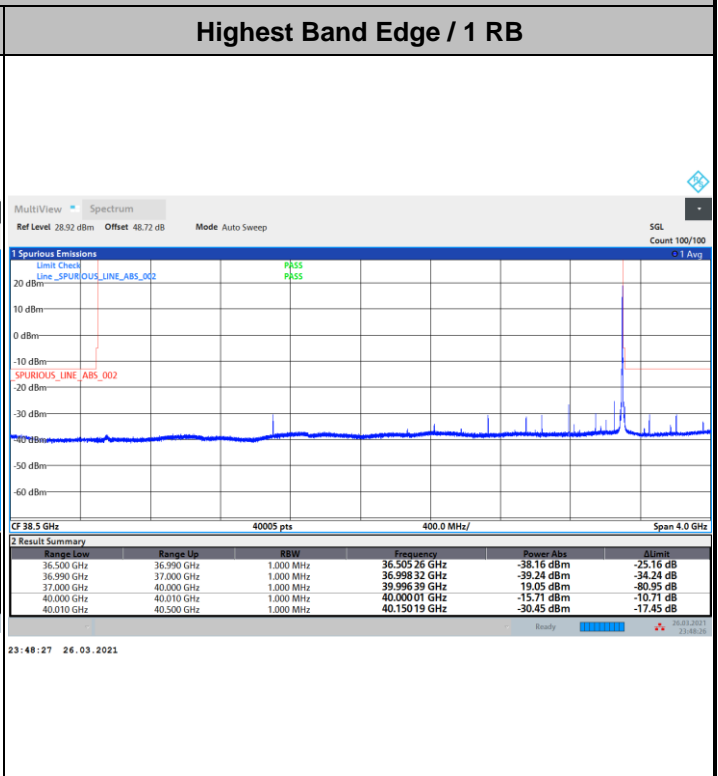 Highest Band Edge / 1 RB
MultiView Spectrum
Ref Level 28.92 dBm Offset 48.72 dB Mode Auto Sweep SGL
Count 100/100
1 Spurious Emissions 1 Avg
Limit Check PASS
Line _SPURIOUS_LINE_ABS_002 PASS
20 dBm
10 dBm
0 dBm
-10 dBm
_SPURIOUS_LINE_ABS_002
-20 dBm
-30 dBm
-40 dBm
-50 dBm
-60 dBm
CF 38.5 GHz 40005 pts 400.0 MHz/ Span 4.0 GHz
2 Result Summary
Range Low Range Up RBW Frequency Power Abs ΔLimit
36.500 GHz 36.990 GHz 1.000 MHz 36.505 26 GHz -38.16 dBm -25.16 dB
36.990 GHz 37.000 GHz 1.000 MHz 36.998 32 GHz -39.24 dBm -34.24 dB
37.000 GHz 40.000 GHz 1.000 MHz 39.996 39 GHz 19.05 dBm -80.95 dB
40.000 GHz 40.010 GHz 1.000 MHz 40.000 01 GHz -15.71 dBm -10.71 dB
40.010 GHz 40.500 GHz 1.000 MHz 40.150 19 GHz -30.45 dBm -17.45 dB
Ready 26.03.2021
23:48:26
23:48:27 26.03.2021